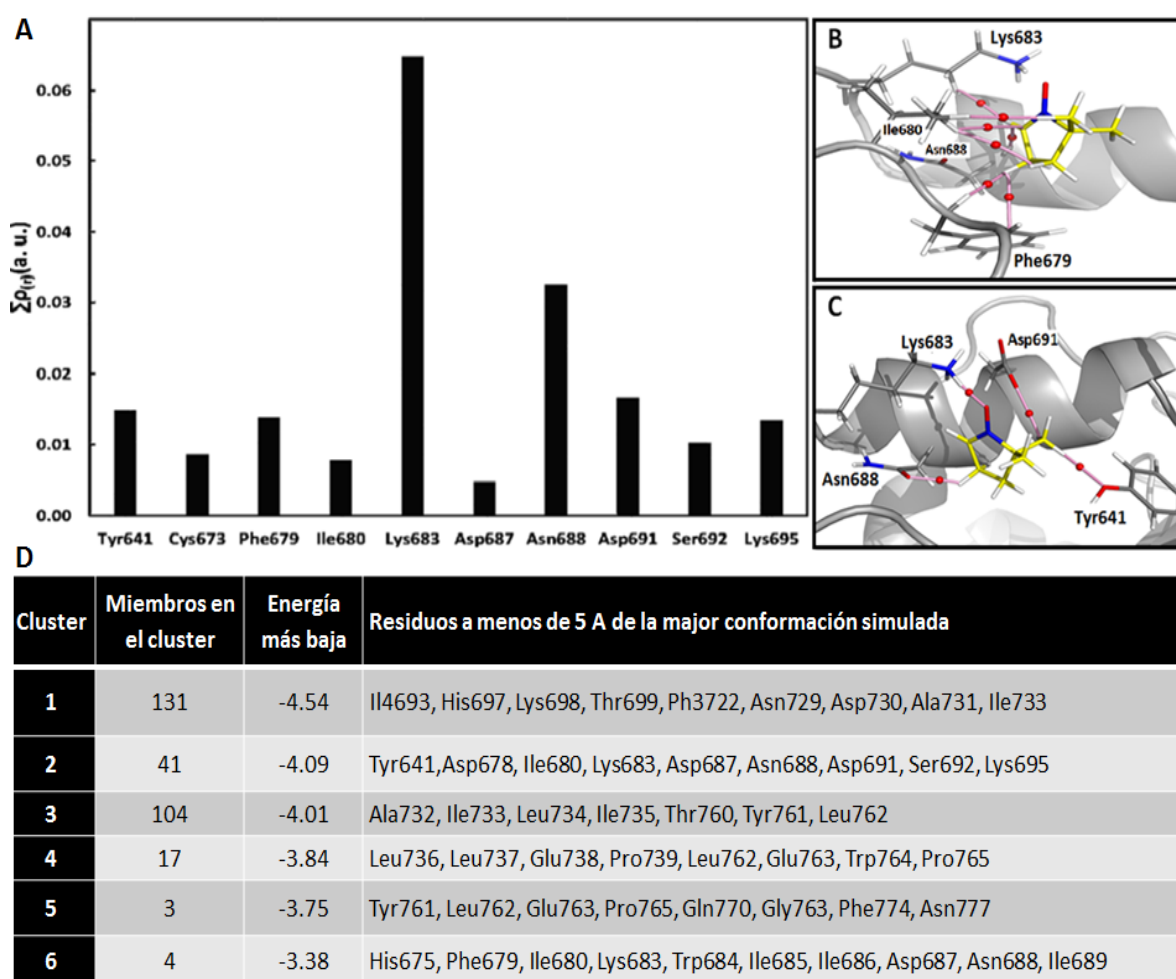 A
B
Lys683
Ile680
Asn688
Phe679
C
Lys683
Asp691
Asn688
Tyr641
Σρ(r)(a. u.)
0.06
0.05
0.04
0.03
0.02
0.01
0.00
Tyr641 Cys673 Phe679 Ile680 Lys683 Asp687 Asn688 Asp691 Ser692 Lys695
D
Cluster Miembros en el cluster Energía más baja Residuos a menos de 5 A de la major conformación simulada
1 131 -4.54 Il4693, His697, Lys698, Thr699, Ph3722, Asn729, Asp730, Ala731, Ile733
2 41 -4.09 Tyr641,Asp678, Ile680, Lys683, Asp687, Asn688, Asp691, Ser692, Lys695
3 104 -4.01 Ala732, Ile733, Leu734, Ile735, Thr760, Tyr761, Leu762
4 17 -3.84 Leu736, Leu737, Glu738, Pro739, Leu762, Glu763, Trp764, Pro765
5 3 -3.75 Tyr761, Leu762, Glu763, Pro765, Gln770, Gly763, Phe774, Asn777
6 4 -3.38 His675, Phe679, Ile680, Lys683, Trp684, Ile685, Ile686, Asp687, Asn688, Ile689